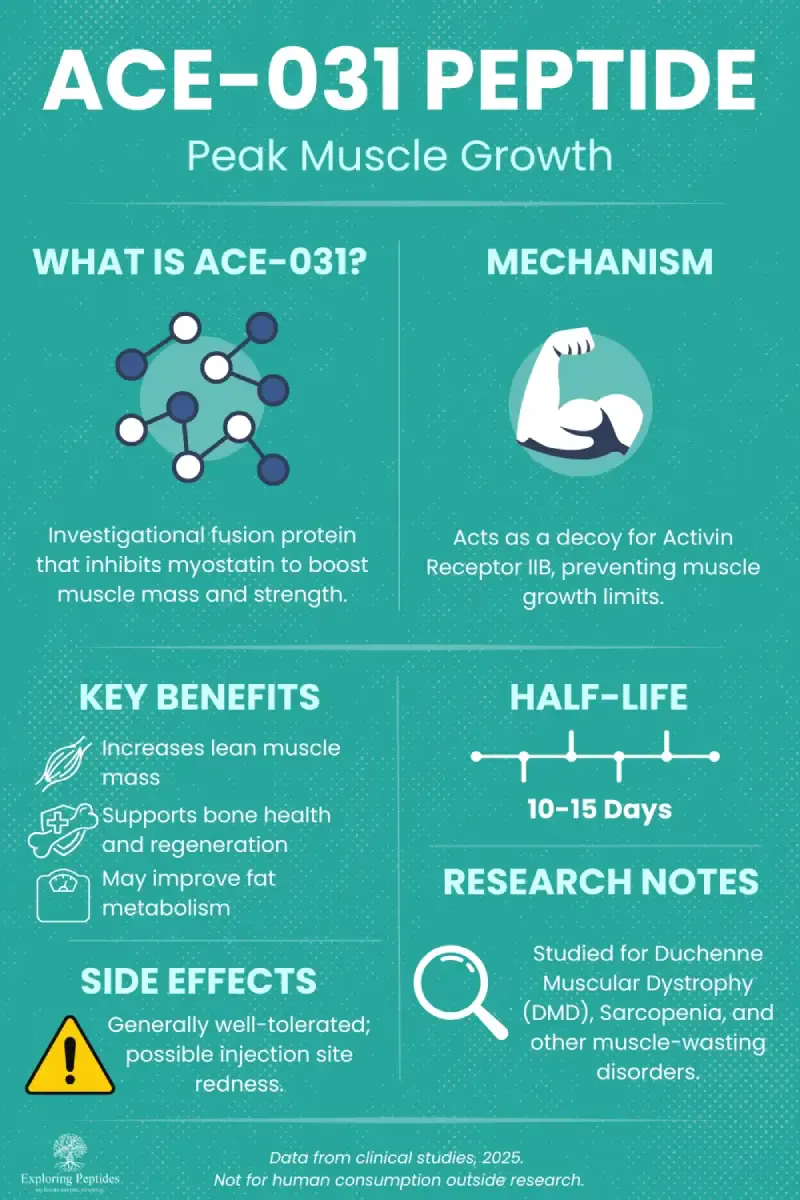 ACE-031 PEPTIDE
Peak Muscle Growth
WHAT IS ACE-031?
Investigational fusion protein
that inhibits myostatin to boost
muscle mass and strength.
MECHANISM
Acts as a decoy for Activin
Receptor IIB, preventing muscle
growth limits.
KEY BENEFITS
Increases lean muscle
mass
Supports bone health
and regeneration
May improve fat
metabolism
SIDE EFFECTS
Generally well-tolerated;
possible injection site
redness.
HALF-LIFE
10-15 Days
RESEARCH NOTES
Studied for Duchenne
Muscular Dystrophy
(DMD), Sarcopenia, and
other muscle-wasting
disorders.
Exploring Peptides
Data from clinical studies, 2025.
Not for human consumption outside research.